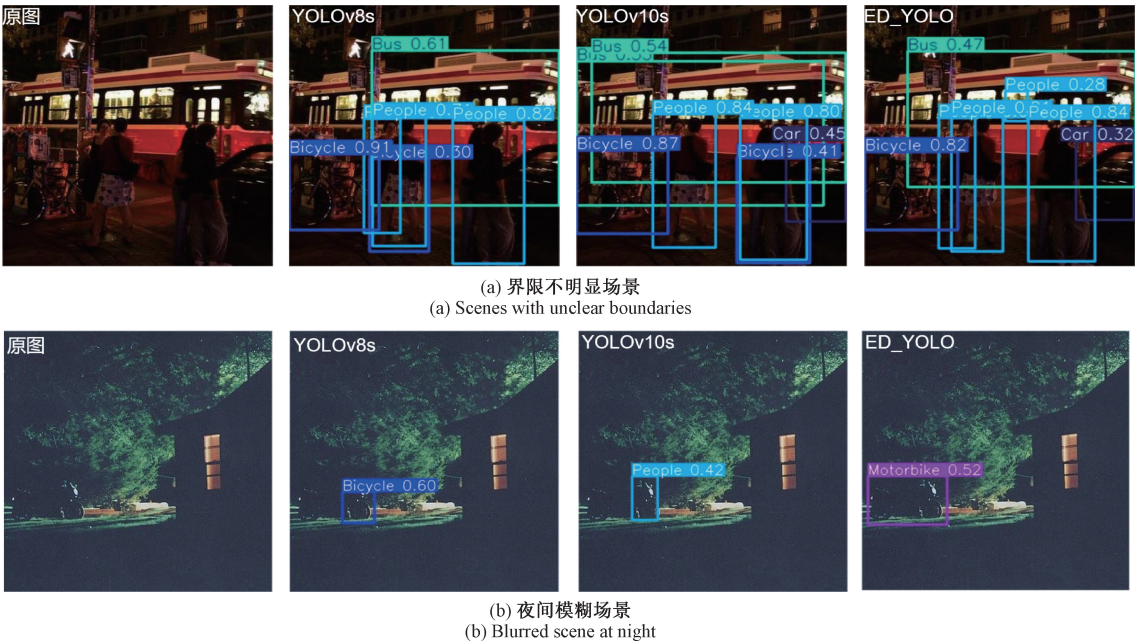 原图
YOLOv8s
YOLOv10s
ED_YOLO
Bus 0.61
People 0.
People 0.82
Bicycle 0.91
0.30
Bus 0.54
People 0.84
People 0.80
Car 0.45
Bicycle 0.87
Bicycle 0.41
Bus 0.47
People 0.28
People
People 0.84
Car 0.32
Bicycle 0.82
(a) 界限不明显场景
(a) Scenes with unclear boundaries
原图
YOLOv8s
YOLOv10s
ED_YOLO
Bicycle 0.60
People 0.42
Motorbike 0.52
(b) 夜间模糊场景
(b) Blurred scene at night